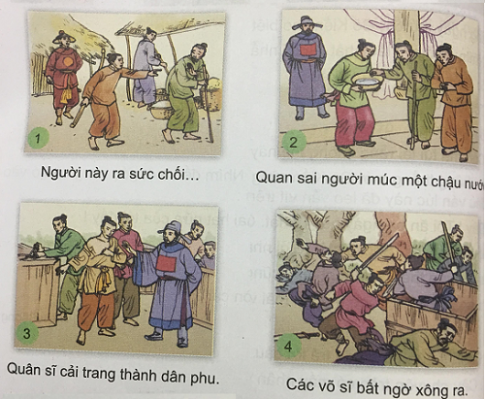 1
Người này ra sức chối...
2
Quan sai người múc một chậu nước
3
Quân sĩ cải trang thành dân phu.
4
Các võ sĩ bất ngờ xông ra.